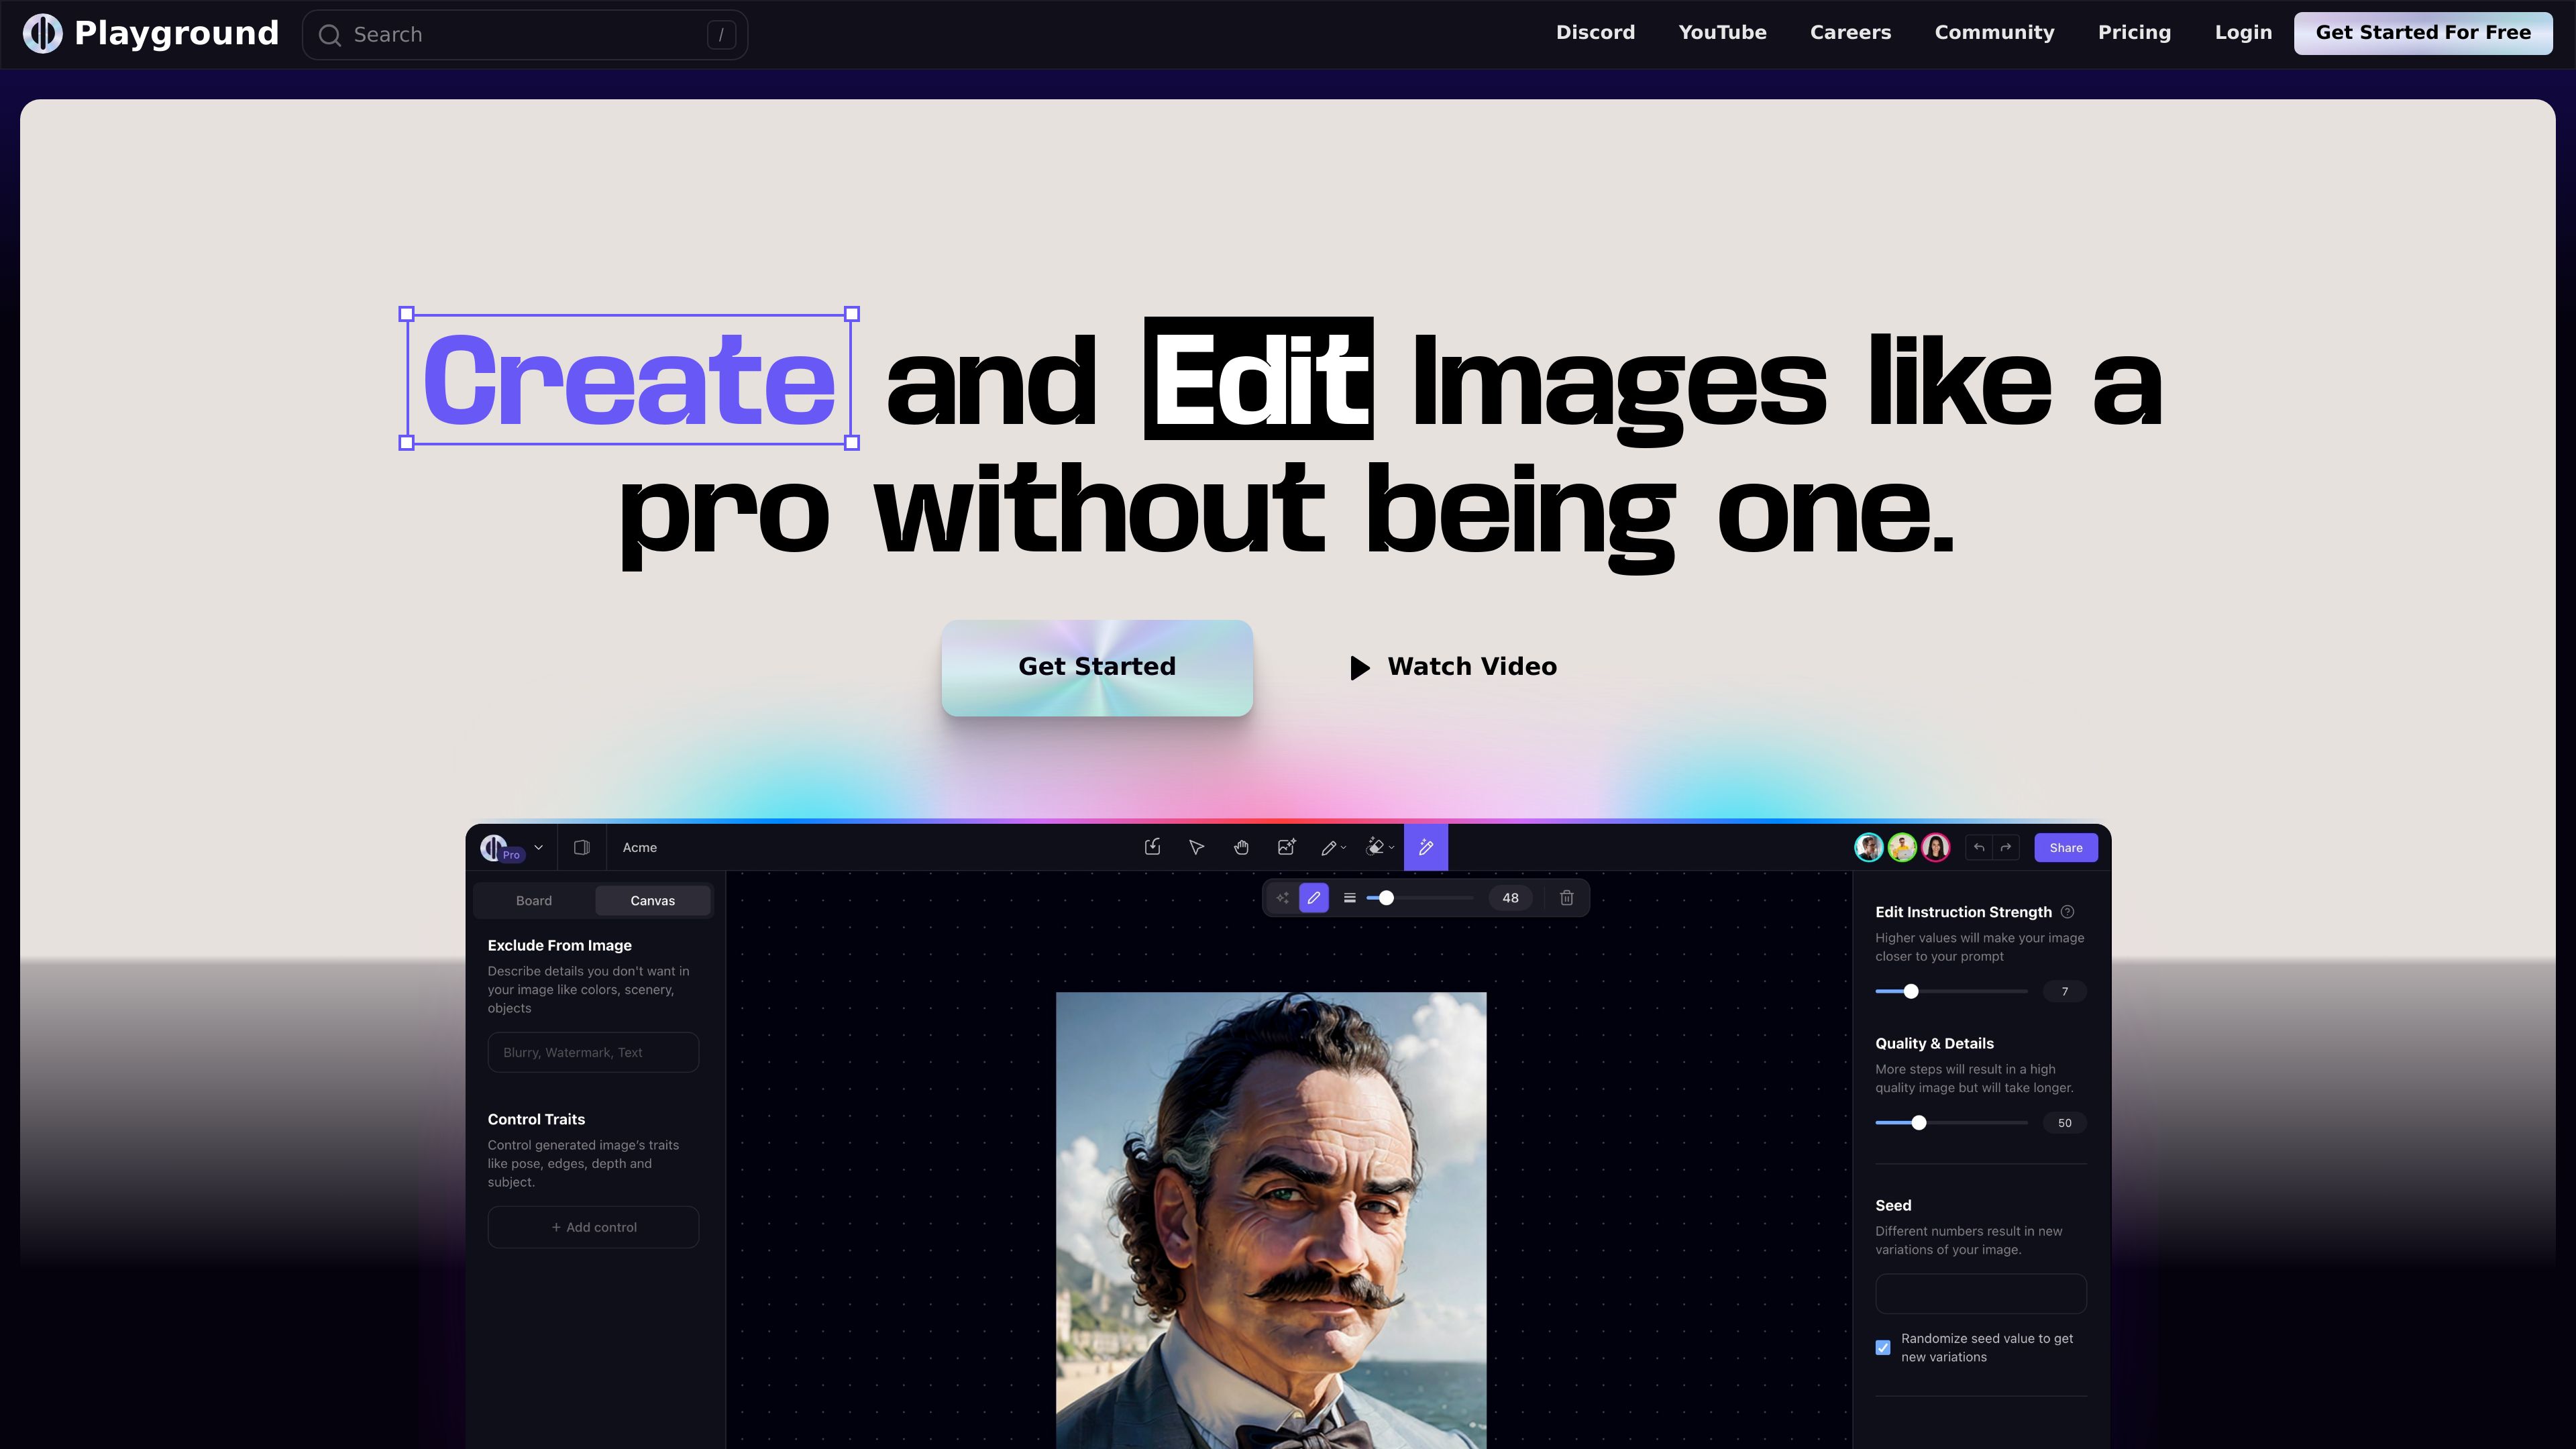 Playground
Search
/
Discord
YouTube
Careers
Community
Pricing
Login
Get Started For Free
Create and Edit Images like a
pro without being one.
Get Started
Watch Video
Pro
Acme
Share
Board
Canvas
48
Exclude From Image
Describe details you don't want in
your image like colors, scenery,
objects
Blurry, Watermark, Text
Control Traits
Control generated image's traits
like pose, edges, depth and
subject.
+ Add control
Edit Instruction Strength ?
Higher values will make your image
closer to your prompt
7
Quality & Details
More steps will result in a high
quality image but will take longer.
50
Seed
Different numbers result in new
variations of your image.
Randomize seed value to get
new variations